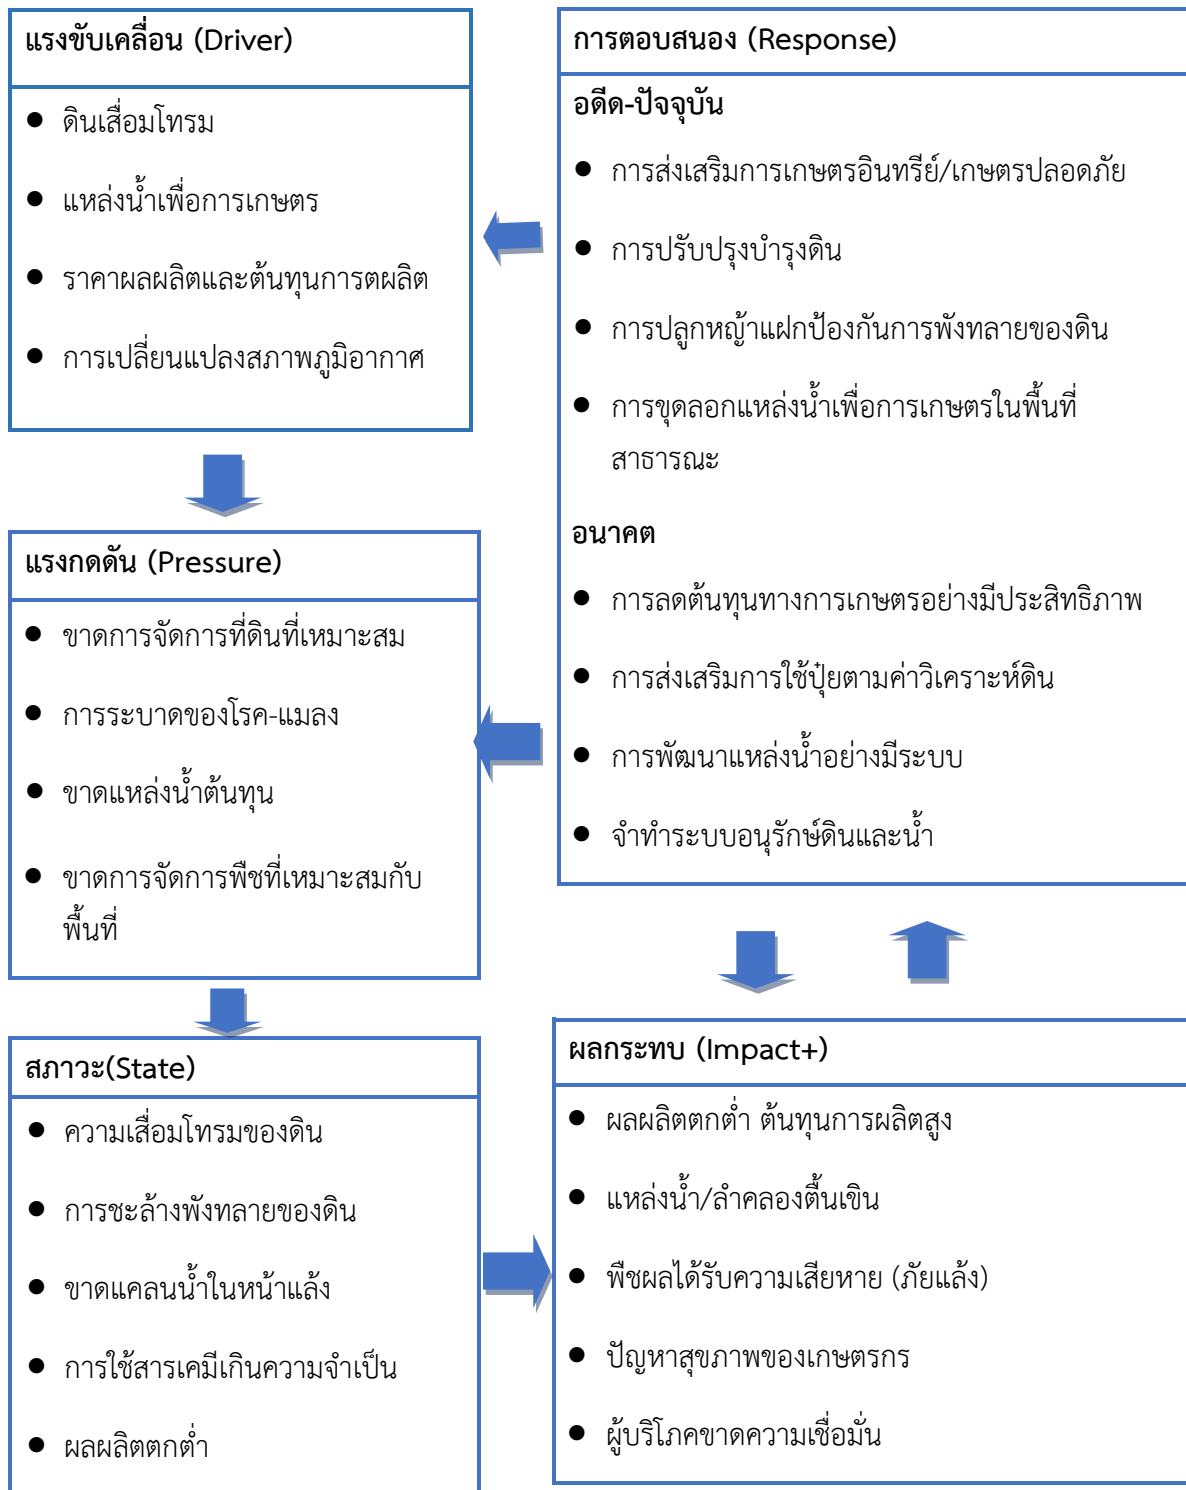 แรงขับเคลื่อน (Driver)
ดินเสื่อมโทรม
แหล่งน้ำเพื่อการเกษตร
ราคาผลผลิตและต้นทุนการตผลิต
การเปลี่ยนแปลงสภาพภูมิอากาศ
แรงกดดัน (Pressure)
ขาดการจัดการที่ดินที่เหมาะสม
การระบาดของโรค-แมลง
ขาดแหล่งน้ำต้นทุน
ขาดการจัดการพืชที่เหมาะสมกับ
พื้นที่
สภาวะ(State)
ความเสื่อมโทรมของดิน
การชะล้างพังทลายของดิน
ขาดแคลนน้ำในหน้าแล้ง
การใช้สารเคมีเกินความจำเป็น
ผลผลิตตกต่ำ
การตอบสนอง (Response)
อดีต-ปัจจุบัน
การส่งเสริมการเกษตรอินทรีย์/เกษตรปลอดภัย
การปรับปรุงบำรุงดิน
การปลูกหญ้าแฝกป้องกันการพังทลายของดิน
การขุดลอกแหล่งน้ำเพื่อการเกษตรในพื้นที่
สาธารณะ
อนาคต
การลดต้นทุนทางการเกษตรอย่างมีประสิทธิภาพ
การส่งเสริมการใช้ปุ๋ยตามค่าวิเคราะห์ดิน
การพัฒนาแหล่งน้ำอย่างมีระบบ
จำทำระบบอนุรักษ์ดินและน้ำ
ผลกระทบ (Impact+)
ผลผลิตตกต่ำ ต้นทุนการผลิตสูง
แหล่งน้ำ/ลำคลองตื้นเขิน
พืชผลได้รับความเสียหาย (ภัยแล้ง)
ปัญหาสุขภาพของเกษตรกร
ผู้บริโภคขาดความเชื่อมั่น